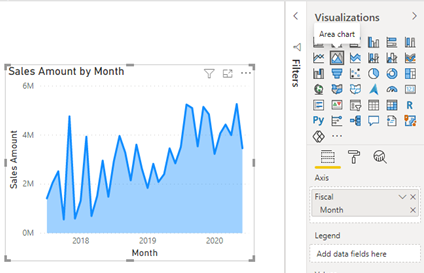 Visualizations
Area chart
Filters
Sales Amount by Month
6M
4M
2M
0M
Sales Amount
2018
2019
2020
Month
R
Py
Axis
Fiscal
Month
Legend
Add data fields here